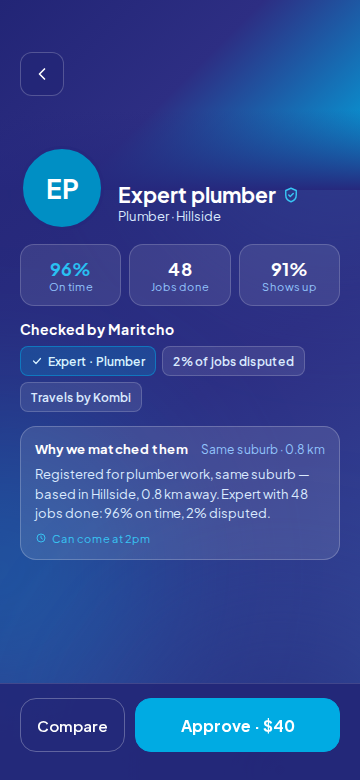 EP
Expert plumber
Plumber · Hillside
96%
On time
48
Jobs done
91%
Shows up
Checked by Maritcho
Expert · Plumber
2% of jobs disputed
Travels by Kombi
Why we matched them
Same suburb · 0.8 km
Registered for plumber work, same suburb —
based in Hillside, 0.8 km away. Expert with 48
jobs done: 96% on time, 2% disputed.
Can come at 2pm
Compare
Approve · $40